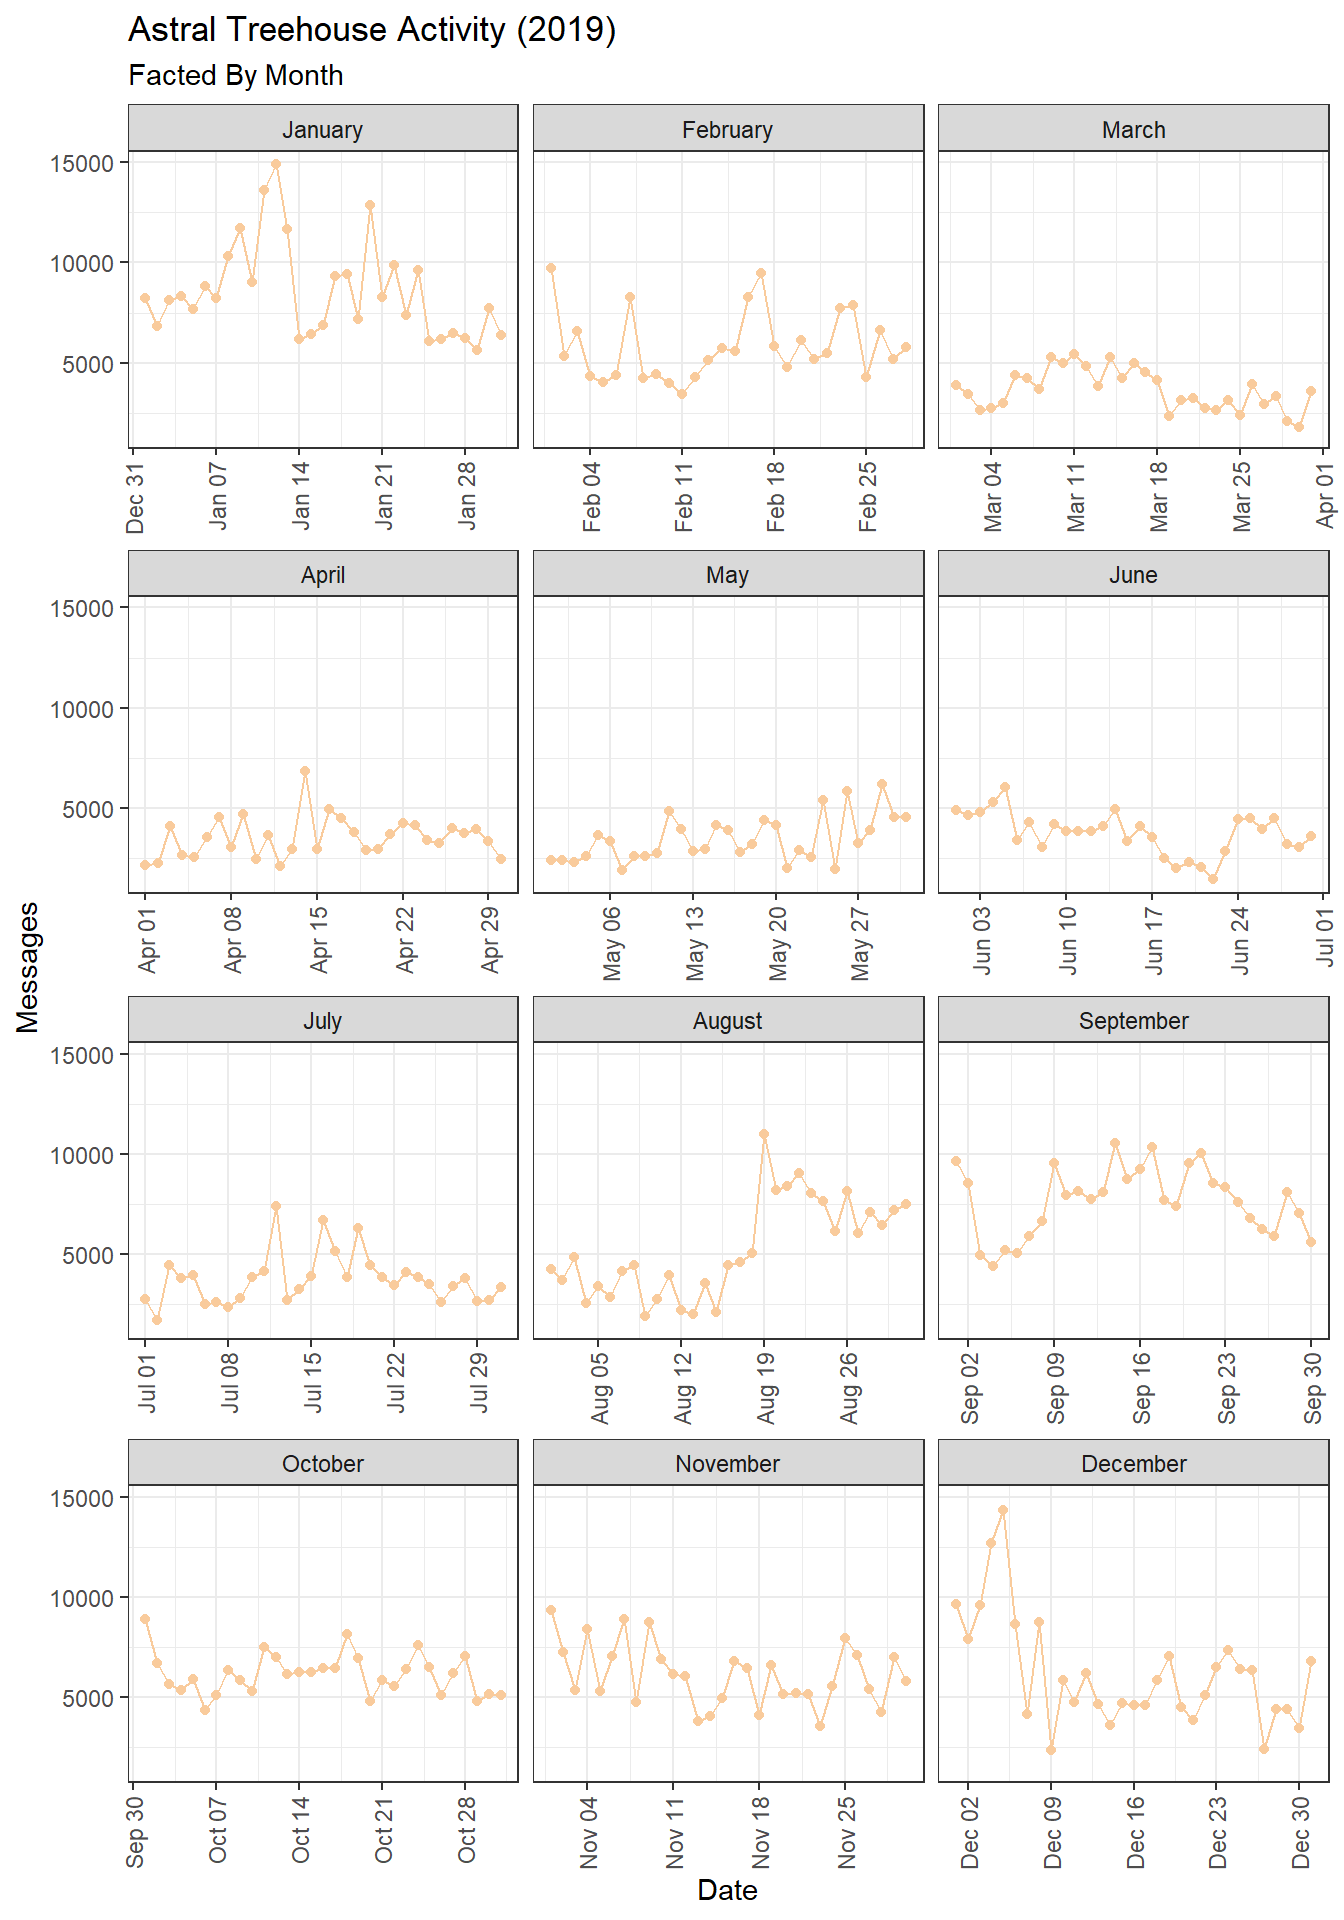 Astral Treehouse Activity (2019)
Facted By Month
January
February
March
15000
10000
5000
Dec 31
Jan 07
Jan 14
Jan 21
Jan 28
Feb 04
Feb 11
Feb 18
Feb 25
Mar 04
Mar 11
Mar 18
Mar 25
Apr 01
April
May
June
15000
10000
5000
Apr 01
Apr 08
Apr 15
Apr 22
Apr 29
May 06
May 13
May 20
May 27
Jun 03
Jun 10
Jun 17
Jun 24
Jul 01
Messages
July
August
September
15000
10000
5000
Jul 01
Jul 08
Jul 15
Jul 22
Jul 29
Aug 05
Aug 12
Aug 19
Aug 26
Sep 02
Sep 09
Sep 16
Sep 23
Sep 30
October
November
December
15000
10000
5000
Sep 30
Oct 07
Oct 14
Oct 21
Oct 28
Nov 04
Nov 11
Nov 18
Nov 25
Dec 02
Dec 09
Dec 16
Dec 23
Dec 30
Date